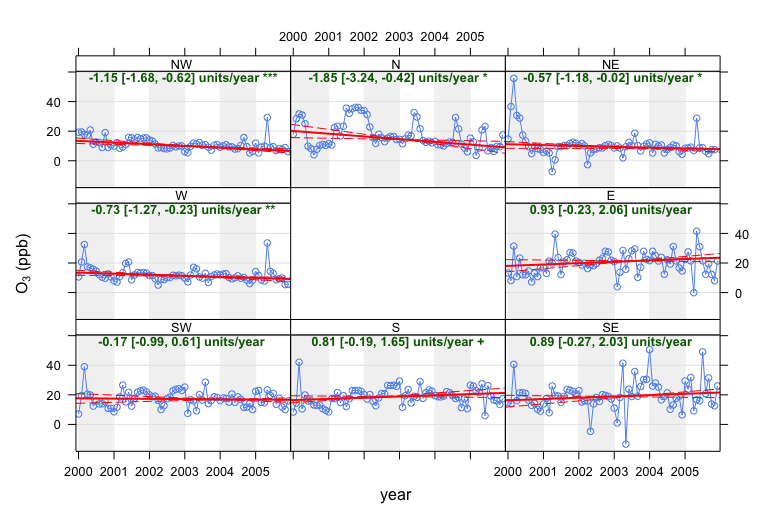 2000 2001 2002 2003 2004 2005
NW N NE
-1.15 [-1.68, -0.62] units/year *** -1.85 [-3.24, -0.42] units/year * -0.57 [-1.18, -0.02] units/year *
40
20
0
W E
-0.73 [-1.27, -0.23] units/year ** 0.93 [-0.23, 2.06] units/year
40
20
0
O3 (ppb)
SW S SE
-0.17 [-0.99, 0.61] units/year 0.81 [-0.19, 1.65] units/year + 0.89 [-0.27, 2.03] units/year
40
20
0
2000 2001 2002 2003 2004 2005 2000 2001 2002 2003 2004 2005
year